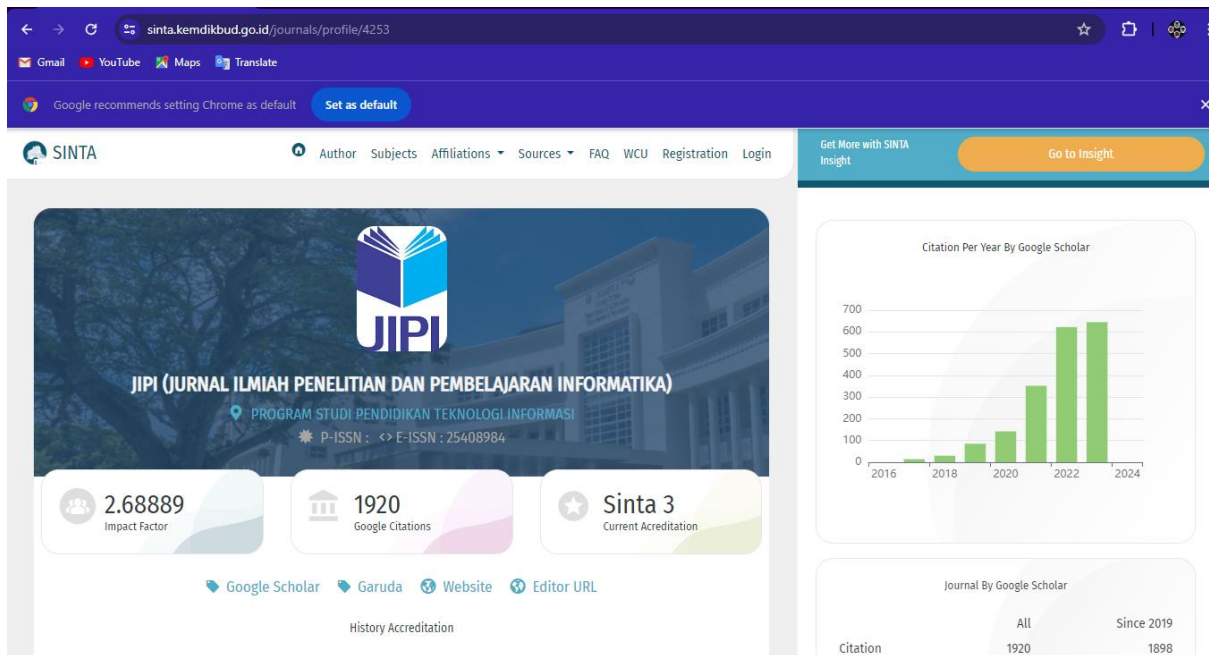 sinta.kemdikbud.go.id/journals/profile/4253
Gmail YouTube Maps Translate
Google recommends setting Chrome as default Set as default
SINTA Author Subjects Affiliations Sources FAQ WCU Registration Login
Get More with SINTA
Insight
Go to Insight
JIPI
JIPI (JURNAL ILMIAH PENELITIAN DAN PEMBELAJARAN INFORMATIKA)
PROGRAM STUDI PENDIDIKAN TEKNOLOGI INFORMASI
P-ISSN : <> E-ISSN : 25408984
2.68889
Impact Factor
1920
Google Citations
Sinta 3
Current Acreditation
Google Scholar Garuda Website Editor URL
History Accreditation
Citation Per Year By Google Scholar
700
600
500
400
300
200
100
0
2016 2018 2020 2022 2024
Journal By Google Scholar
All Since 2019
Citation 1920 1898